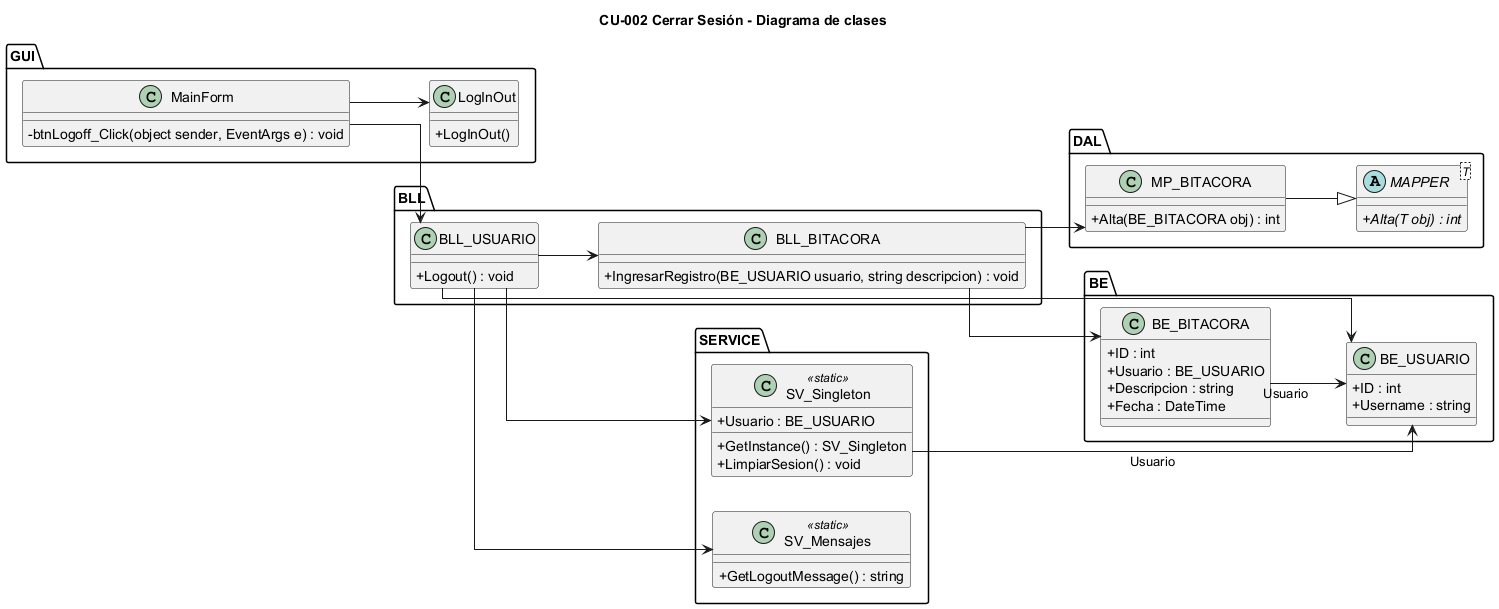 CU-002 Cerrar Sesión - Diagrama de clases
GUI
C MainForm
-btnLogoff_Click(object sender, EventArgs e) : void
C LogInOut
+LogInOut()
BLL
C BLL_USUARIO
+Logout() : void
C BLL_BITACORA
+IngresarRegistro(BE_USUARIO usuario, string descripcion) : void
DAL
C MP_BITACORA
+Alta(BE_BITACORA obj) : int
A MAPPER
T
+Alta(T obj) : int
BE
C BE_BITACORA
+ID : int
+Usuario : BE_USUARIO
+Descripcion : string
+Fecha : DateTime
Usuario
C BE_USUARIO
+ID : int
+Username : string
SERVICE
«static»
C SV_Singleton
+Usuario : BE_USUARIO
+GetInstance() : SV_Singleton
+LimpiarSesion() : void
Usuario
«static»
C SV_Mensajes
+GetLogoutMessage() : string